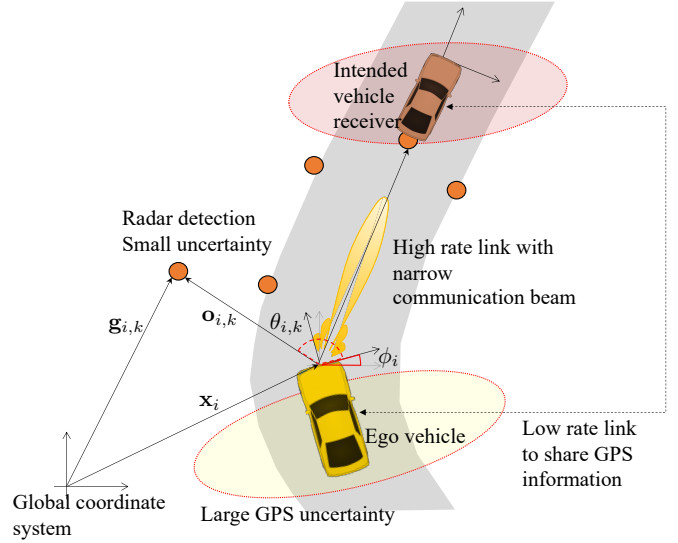 Intended
vehicle
receiver
Radar detection
Small uncertainty
High rate link with
narrow
communication beam
g_{i,k}
o_{i,k}
θ_{i,k}
ϕ_i
x_i
Ego vehicle
Low rate link
to share GPS
information
Global coordinate
system
Large GPS uncertainty